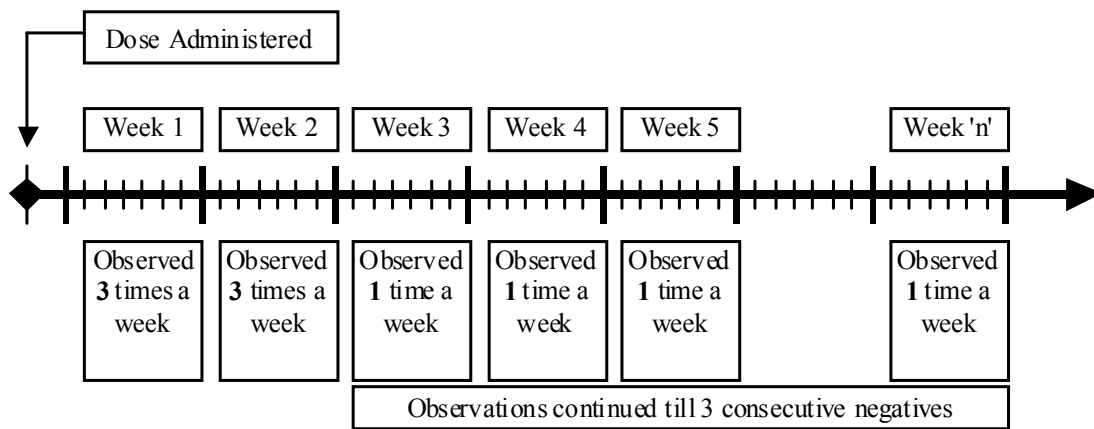 Dose Administered
Week 1
Week 2
Week 3
Week 4
Week 5
Week 'n'
Observed
3 times a
week
Observed
3 times a
week
Observed
1 time a
week
Observed
1 time a
week
Observed
1 time a
week
Observed
1 time a
week
Observations continued till 3 consecutive negatives